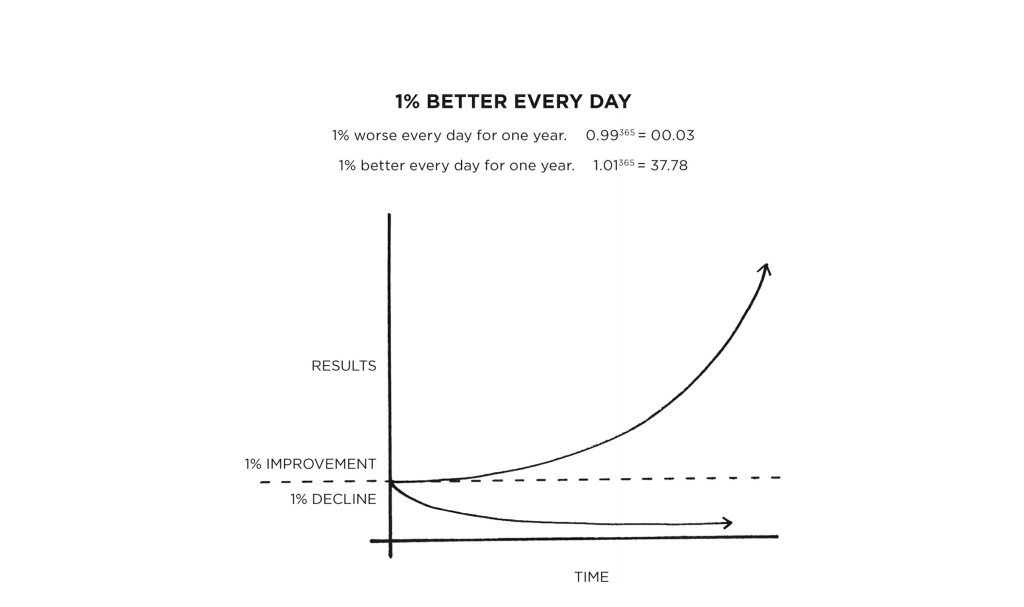 1% BETTER EVERY DAY
1% worse every day for one year. 0.99³⁶⁵ = 00.03
1% better every day for one year. 1.01³⁶⁵ = 37.78
RESULTS
1% IMPROVEMENT
1% DECLINE
TIME